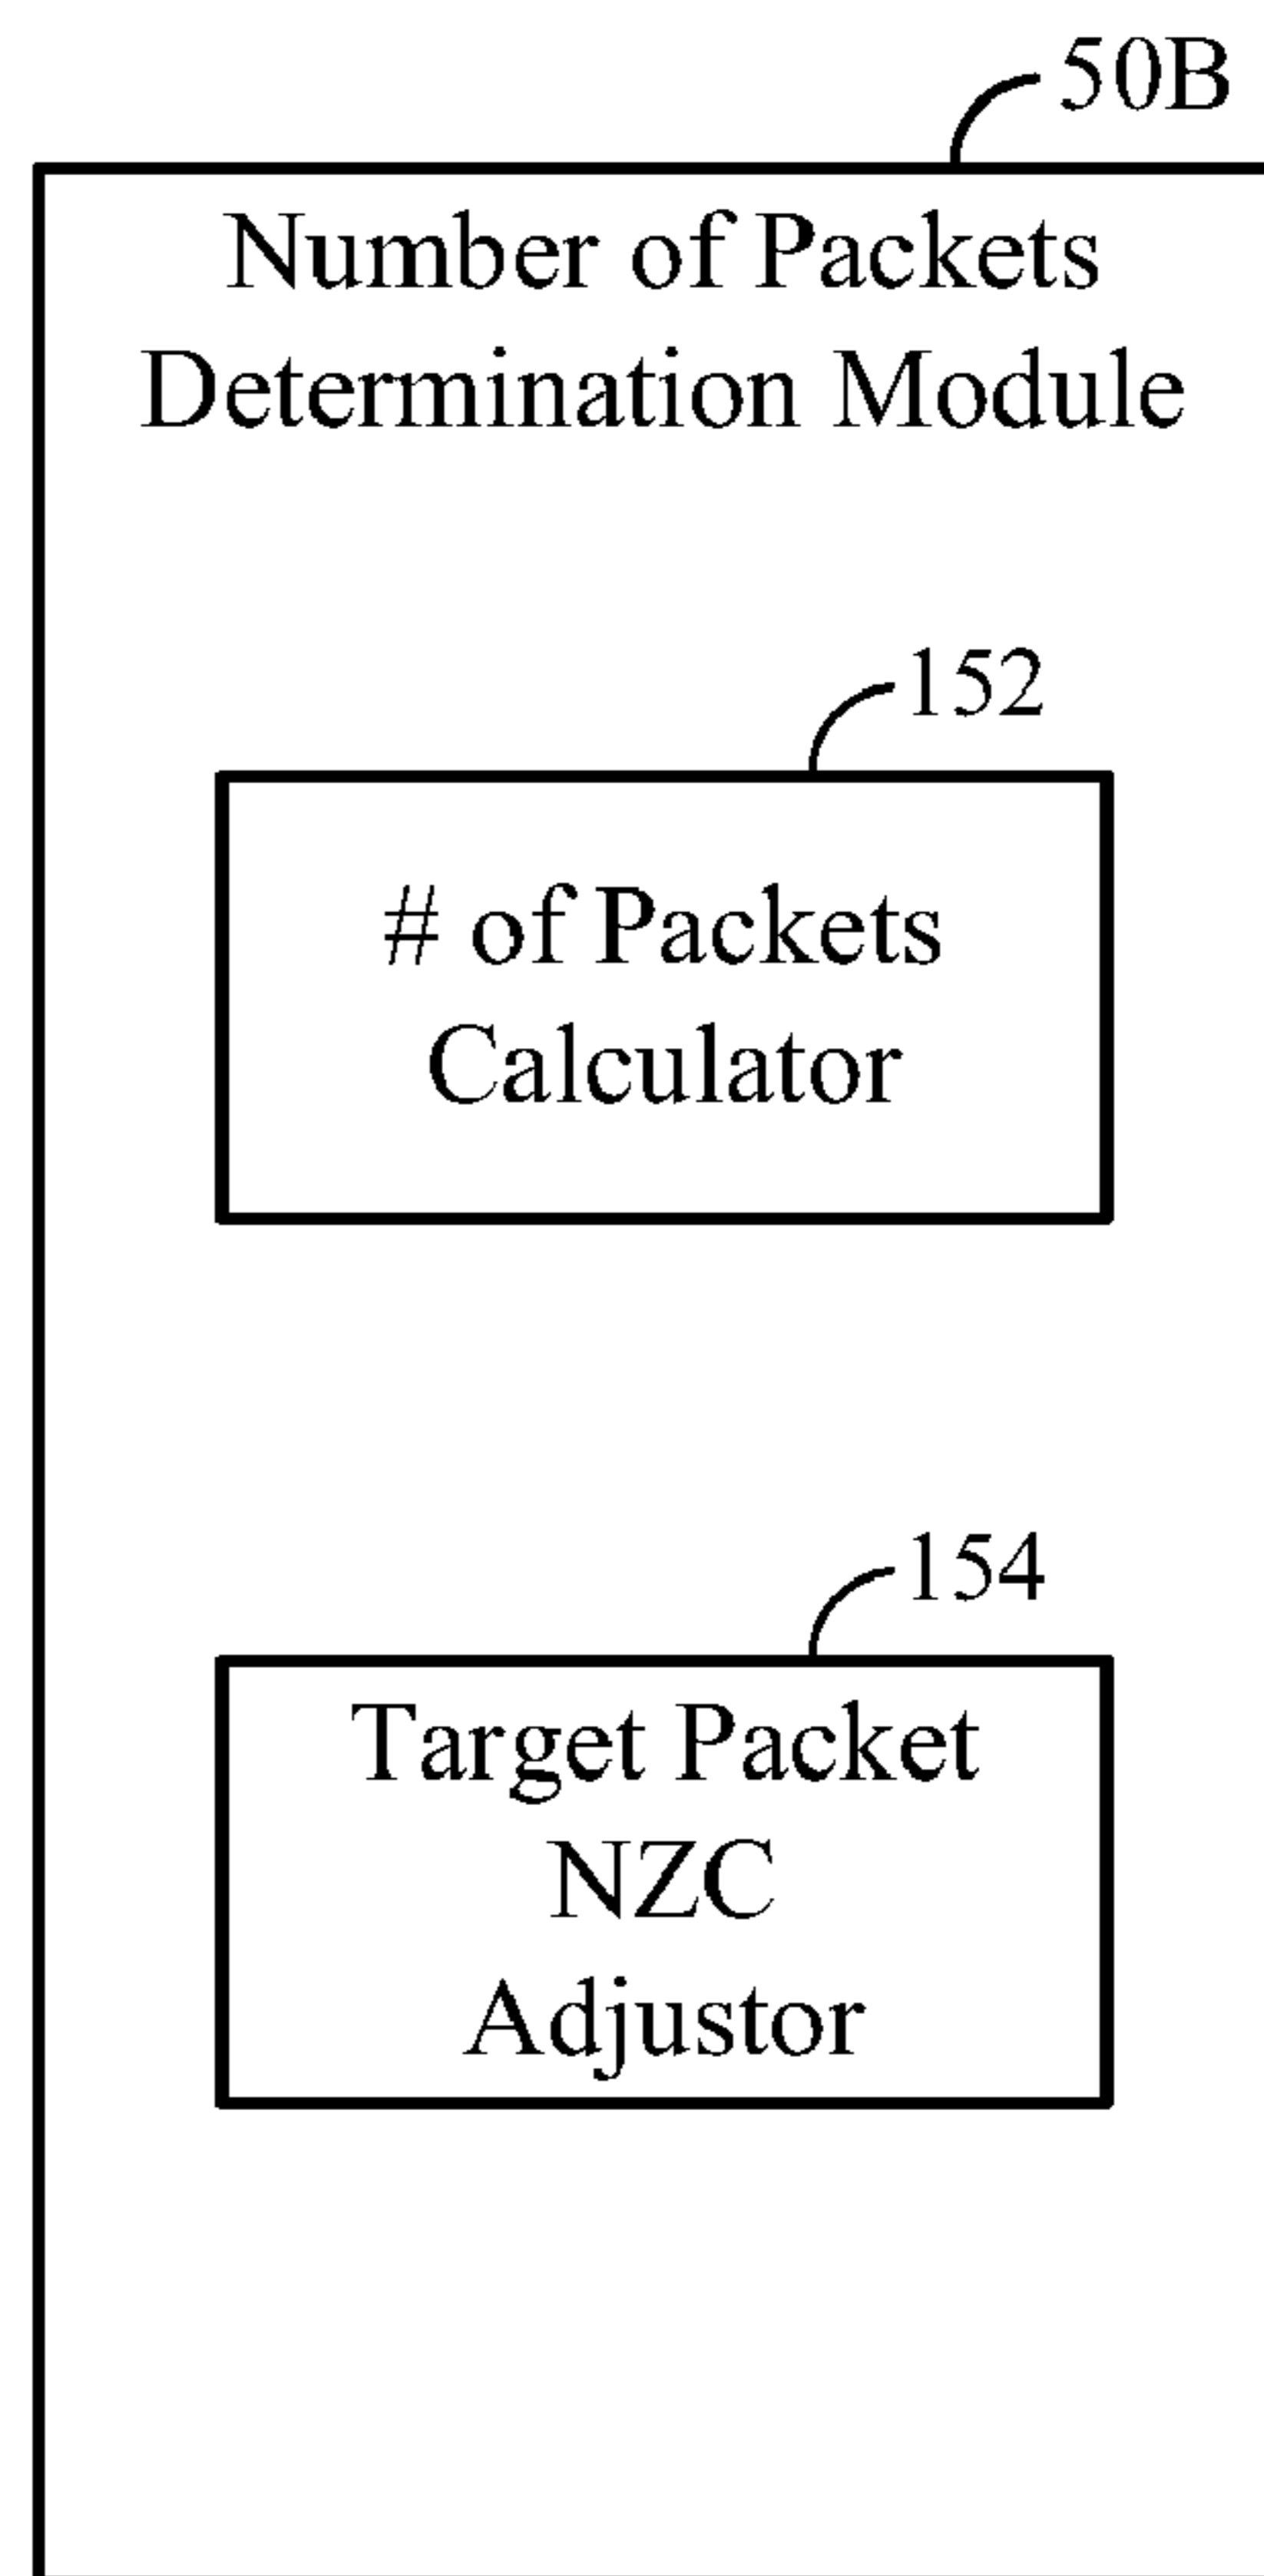 50B
Number of Packets
Determination Module
152
# of Packets
Calculator
154
Target Packet
NZC
Adjustor